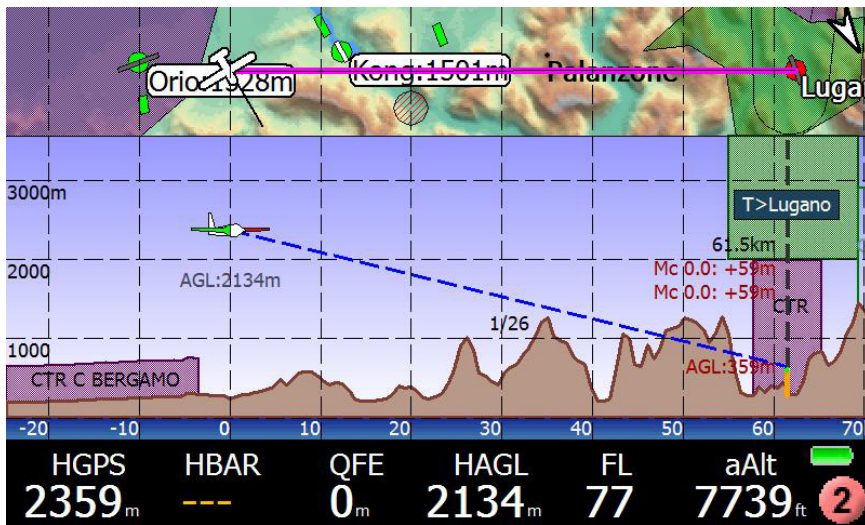 Orio:1928m
Kong:1501m
Palanzone
Luga
3000m
T>Lugano
61.5km
2000
Mc 0.0: +59m
AGL:2134m
Mc 0.0: +59m
CTR
1/26
1000
AGL:359m
CTR C BERGAMO
-20 -10 0 10 20 30 40 50 60 70
HGPS HBAR QFE HAGL FL aAlt
2359m --- 0m 2134m 77 7739ft 2